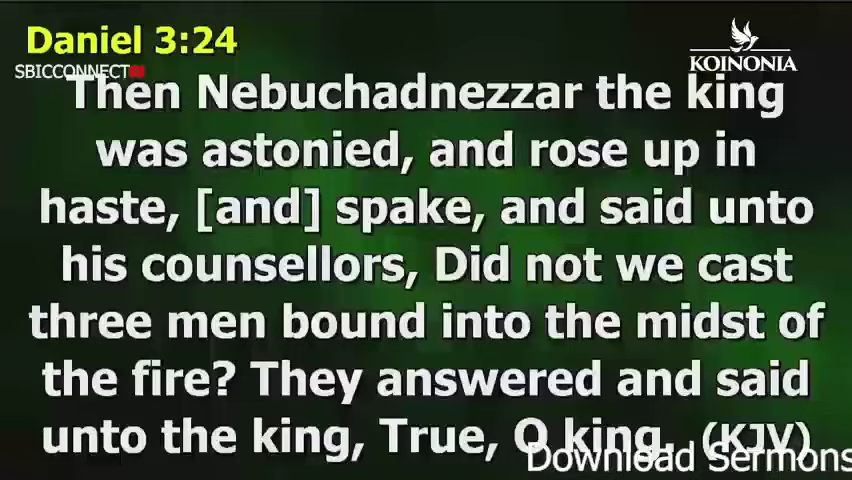 Daniel 3:24
KOINONIA
SBICCONNECT
Then Nebuchadnezzar the king
was astonied, and rose up in
haste, [and] spake, and said unto
his counsellors, Did not we cast
three men bound into the midst of
the fire? They answered and said
unto the king, True, O king. (KJV)
Download Sermons